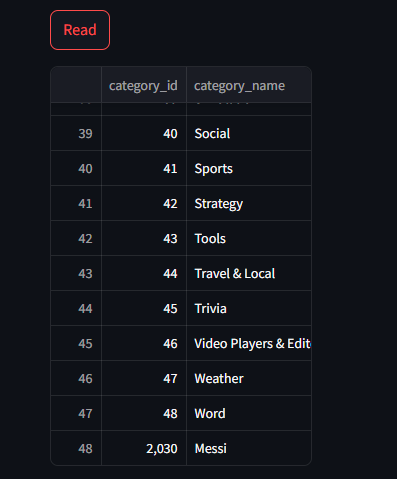 Read
category_id category_name
39 40 Social
40 41 Sports
41 42 Strategy
42 43 Tools
43 44 Travel & Local
44 45 Trivia
45 46 Video Players & Edit
46 47 Weather
47 48 Word
48 2,030 Messi